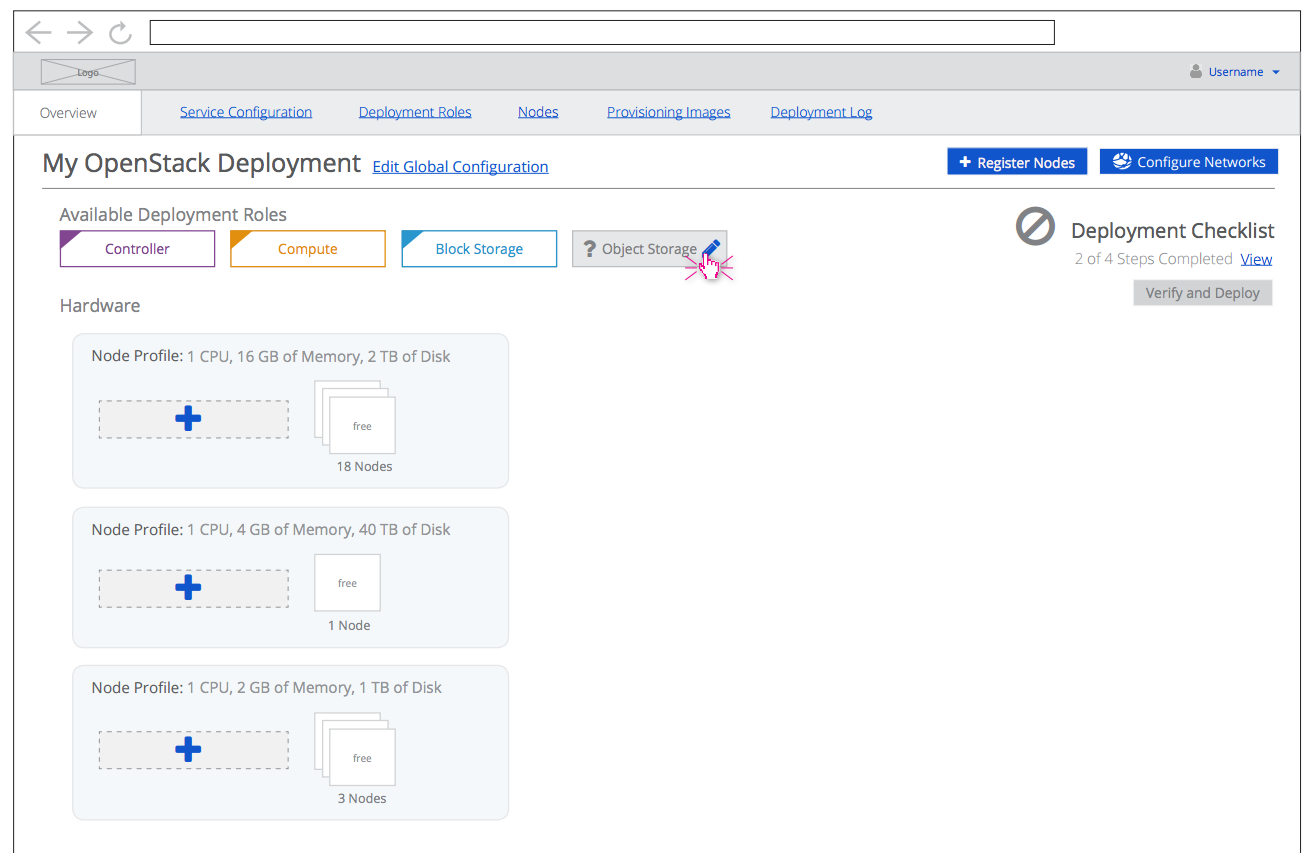 Logo
Username
Overview
Service Configuration
Deployment Roles
Nodes
Provisioning Images
Deployment Log
My OpenStack Deployment
Edit Global Configuration
Register Nodes
Configure Networks
Available Deployment Roles
Controller
Compute
Block Storage
? Object Storage
Deployment Checklist
2 of 4 Steps Completed View
Verify and Deploy
Hardware
Node Profile: 1 CPU, 16 GB of Memory, 2 TB of Disk
free
18 Nodes
Node Profile: 1 CPU, 4 GB of Memory, 40 TB of Disk
free
1 Node
Node Profile: 1 CPU, 2 GB of Memory, 1 TB of Disk
free
3 Nodes